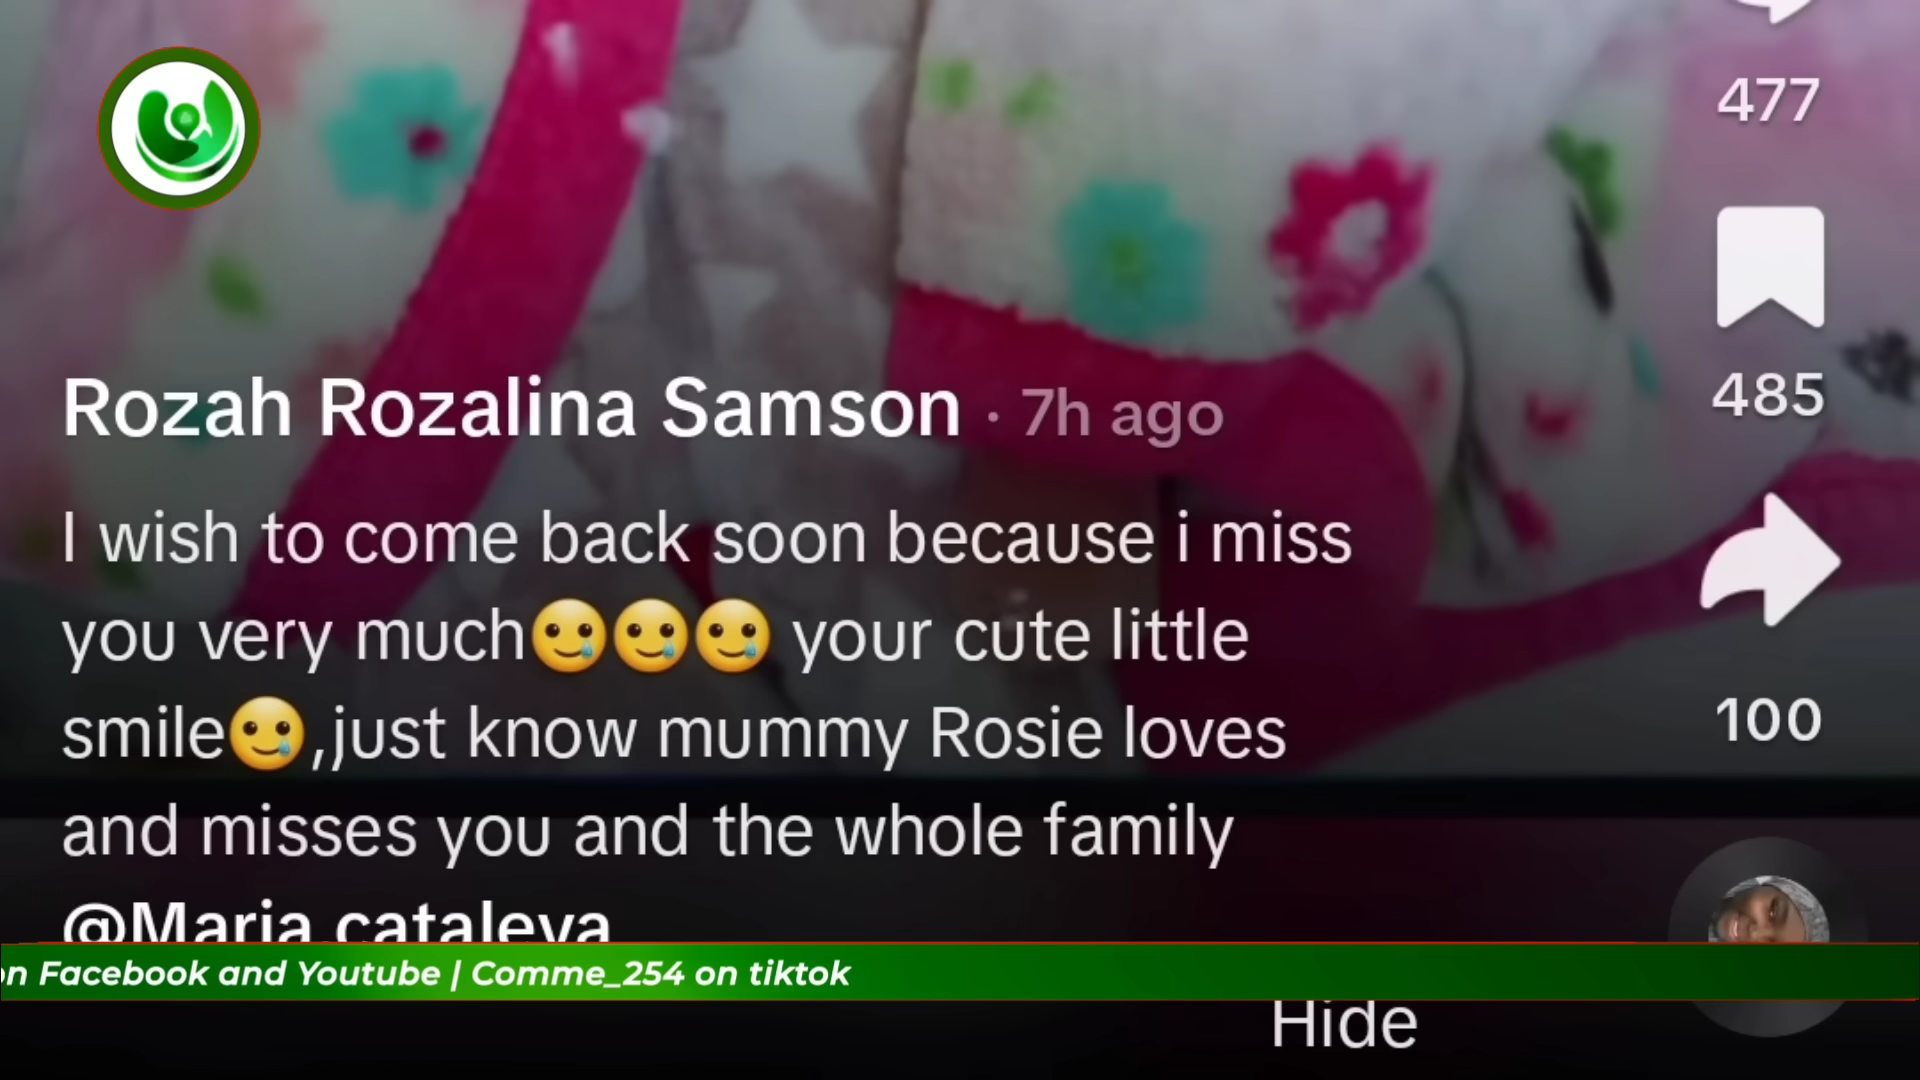 477
485
Rozah Rozalina Samson · 7h ago
I wish to come back soon because i miss
you very much🥲🥲🥲 your cute little
smile🥲,just know mummy Rosie loves
and misses you and the whole family
100
@Maria cataleya
on Facebook and Youtube | Comme_254 on tiktok
Hide